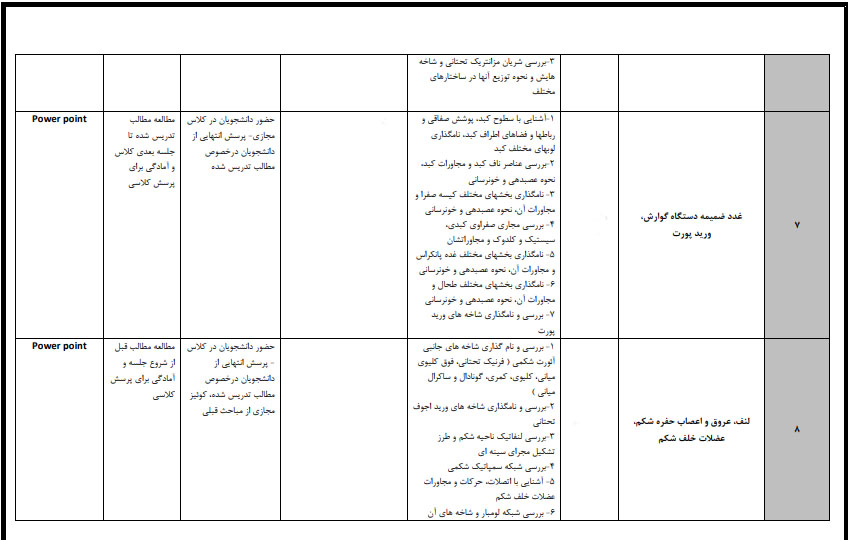 ۳-بررسی شریان مزانتریک تحتانی و شاخه
هایش و نحوه توزیع آنها در ساختارهای
مختلف
۷
غدد ضمیمه دستگاه گوارش،
ورید پورت
۱-آشنایی با سطوح کبد، پوشش صفاقی و
رباطها و فضاهای اطراف کبد، نامگذاری
لوبهای مختلف کبد
۲-بررسی عناصر ناف کبد و مجاورات کبد،
نحوه عصبدهی و خونرسانی
۳- نامگذاری بخشهای مختلف کیسه صفرا و
مجاورات آن، نحوه عصبدهی و خونرسانی
۴- بررسی مجاری صفراوی کبدی،
سیستیک و کلدوک و مجاوراتشان
۵- نامگذاری بخشهای مختلف غده پانکراس
و مجاورات آن، نحوه عصبدهی و خونرسانی
۶- نامگذاری بخشهای مختلف طحال و
مجاورات آن، نحوه عصبدهی و خونرسانی
۷- بررسی و نامگذاری شاخه های ورید
پورت
حضور دانشجویان در کلاس
مجازی- پرسش انتهایی از
دانشجویان درخصوص
مطالب تدریس شده
مطالعه مطالب
تدریس شده تا
جلسه بعدی کلاس
و آمادگی برای
پرسش کلاسی
Power point
۸
لنف، عروق و اعصاب حفره شکم،
عضلات خلف شکم
۱- بررسی و نام گذاری شاخه های جانبی
آئورت شکمی ( فرنیک تحتانی، فوق کلیوی
میانی، کلیوی، کمری، گونادال و ساکرال
میانی )
۲-بررسی و نامگذاری شاخه های ورید اجوف
تحتانی
۳-بررسی لنفاتیک ناحیه شکم و طرز
تشکیل مجرای سینه ای
۴-بررسی شبکه سمپاتیک شکمی
۵- آشنایی با اتصلات، حرکات و مجاورات
عضلات خلف شکم
۶- بررسی شبکه لومبار و شاخه های آن
حضور دانشجویان در کلاس
- پرسش انتهایی از
دانشجویان درخصوص
مطالب تدریس شده، کوئیز
مجازی از مباحث قبلی
مطالعه مطالب قبل
از شروع جلسه و
آمادگی برای پرسش
کلاسی
Power point